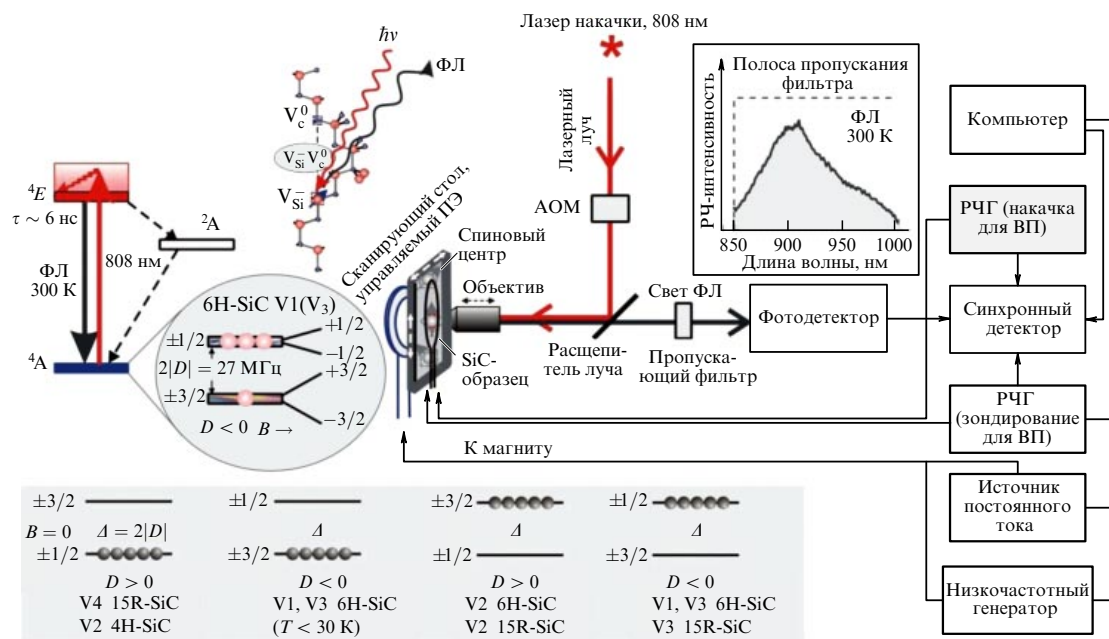 Лазер накачки, 808 нм
ħν
ФЛ
V_c^0
V_Si^- V_c^0
V_Si^-
^4E
τ ~ 6 нс
^2A
ФЛ
300 K
808 нм
^4A
6H-SiC V1(V_3)
±1/2
+1/2
−1/2
2|D| = 27 МГц
±3/2
+3/2
−3/2
D < 0 B →
Сканирующий стол,
управляемый ПЭ
Спиновый
центр
Объектив
SiC-
образец
Лазерный
луч
АОМ
Расщепи-
тель луча
Свет ФЛ
Пропуска-
ющий фильтр
Фотодетектор
РЧ-интенсивность
Полоса пропускания
фильтра
ФЛ
300 K
850
900
950
1000
Длина волны, нм
Компьютер
РЧГ (накачка
для ВП)
Синхронный
детектор
РЧГ
(зондирование
для ВП)
К магниту
Источник
постоянного
тока
Низкочастотный
генератор
±3/2
B = 0 Δ = 2|D|
±1/2
D > 0
V4 15R-SiC
V2 4H-SiC
±1/2
Δ
±3/2
D < 0
V1, V3 6H-SiC
(T < 30 K)
±3/2
Δ
±1/2
D > 0
V2 6H-SiC
V2 15R-SiC
±1/2
Δ
±3/2
D < 0
V1, V3 6H-SiC
V3 15R-SiC